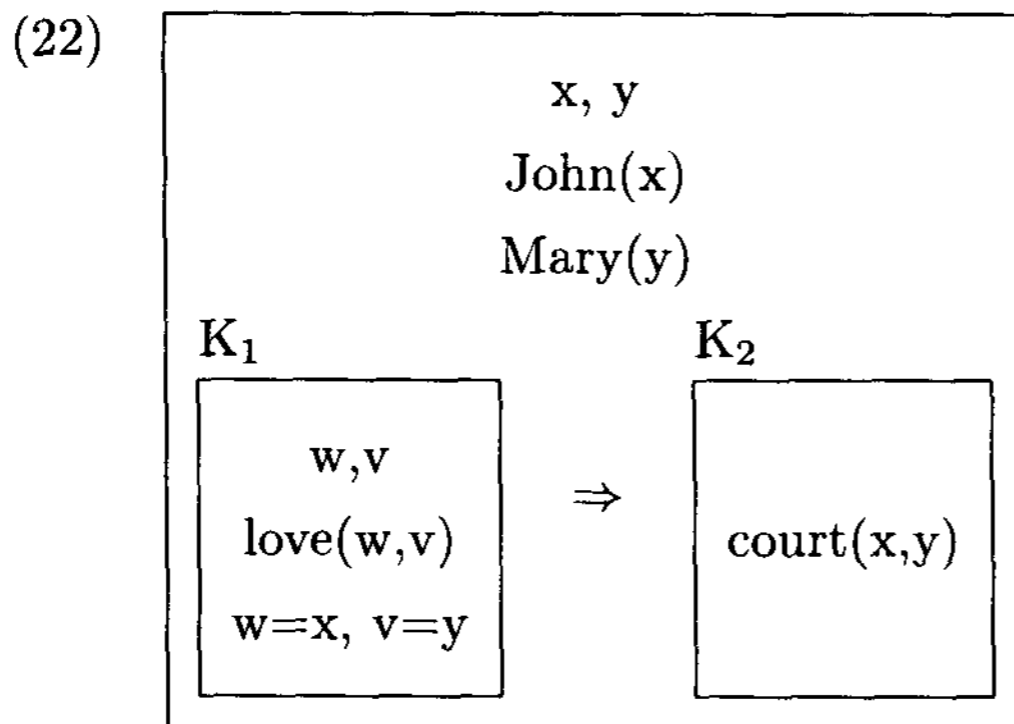 (22)
x, y
John(x)
Mary(y)
K₁ K₂
w,v
love(w,v) ⇒ court(x,y)
w=x, v=y